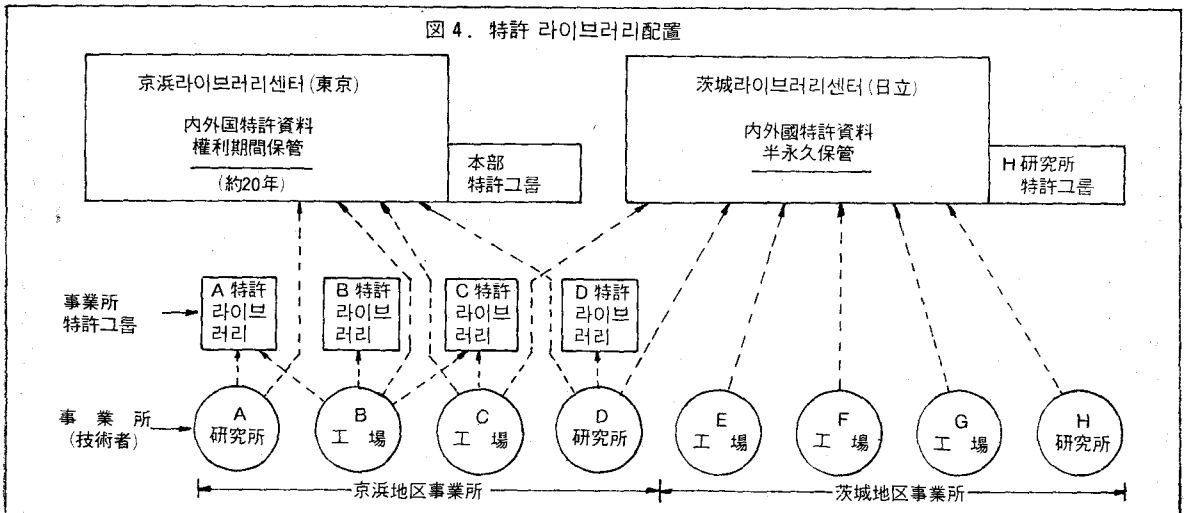 図 4. 特許 라이브러리配置
京浜라이브러리센터(東京)
内外国特許資料
權利期間保管
(約20年)
本部
特許그룹
茨城라이브러리센터(日立)
内外國特許資料
半永久保管
H研究所
特許그룹
事業所
特許그룹
A 特許
라이브
러리
B 特許
라이브
러리
C 特許
라이브
러리
D 特許
라이브
러리
事業所
(技術者)
A
研究所
B
工場
C
工場
D
研究所
E
工場
F
工場
G
工場
H
研究所
京浜地区事業所
茨城地区事業所